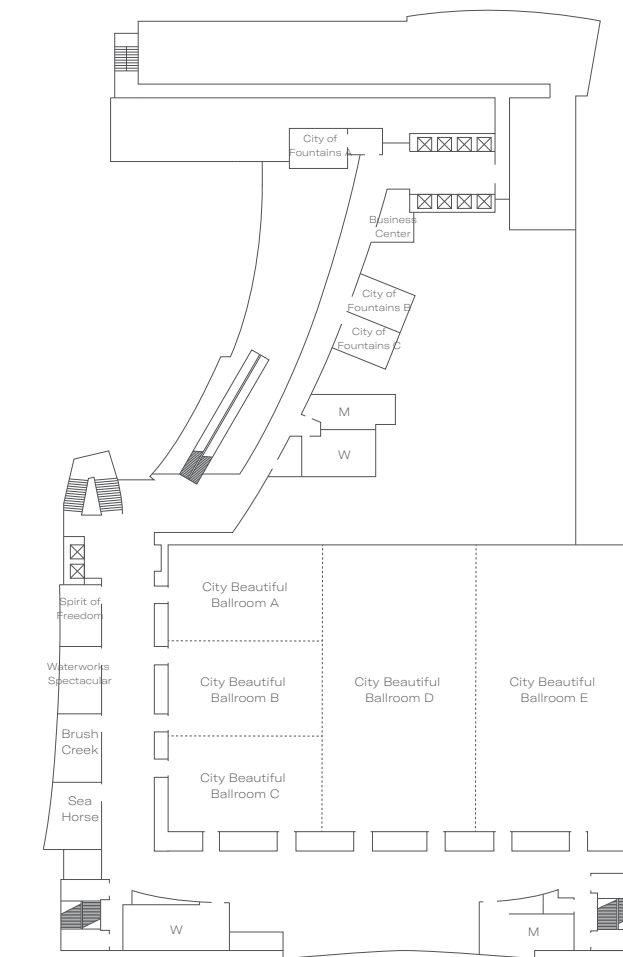 City of
Fountains A
Business
Center
City of
Fountains B
City of
Fountains C
M
W
Spirit of
Freedom
Waterworks
Spectacular
Brush
Creek
Sea
Horse
City Beautiful
Ballroom A
City Beautiful
Ballroom B
City Beautiful
Ballroom C
City Beautiful
Ballroom D
City Beautiful
Ballroom E
W
M